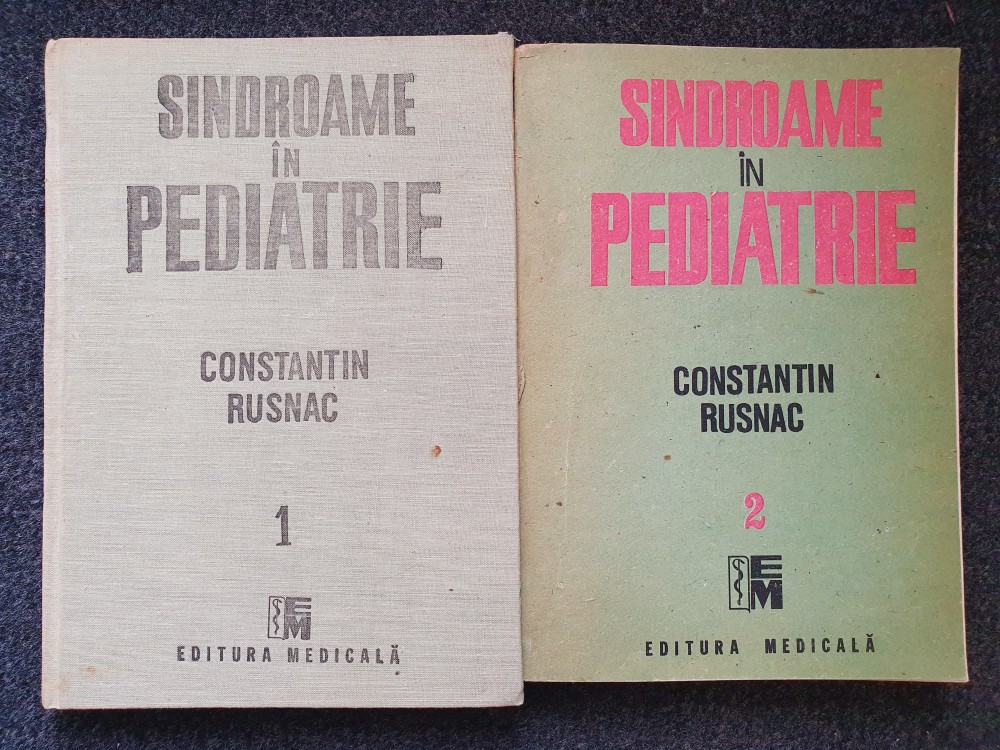 SINDROAME
ÎN
PEDIATRIE
CONSTANTIN
RUSNAC
1
EM
EDITURA MEDICALĂ
SINDROAME
ÎN
PEDIATRIE
CONSTANTIN
RUSNAC
2
EM
EDITURA MEDICALĂ